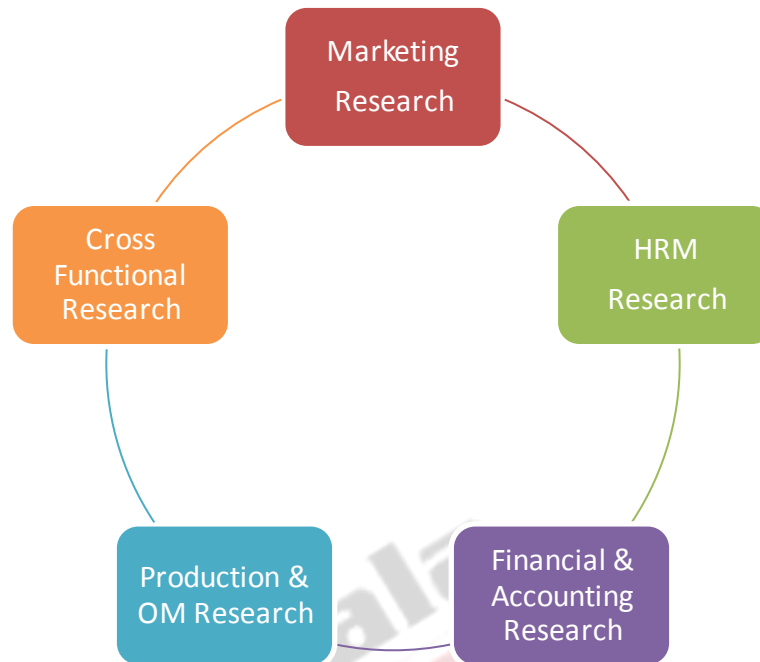 Marketing
Research
HRM
Research
Financial &
Accounting
Research
Production &
OM Research
Cross
Functional
Research